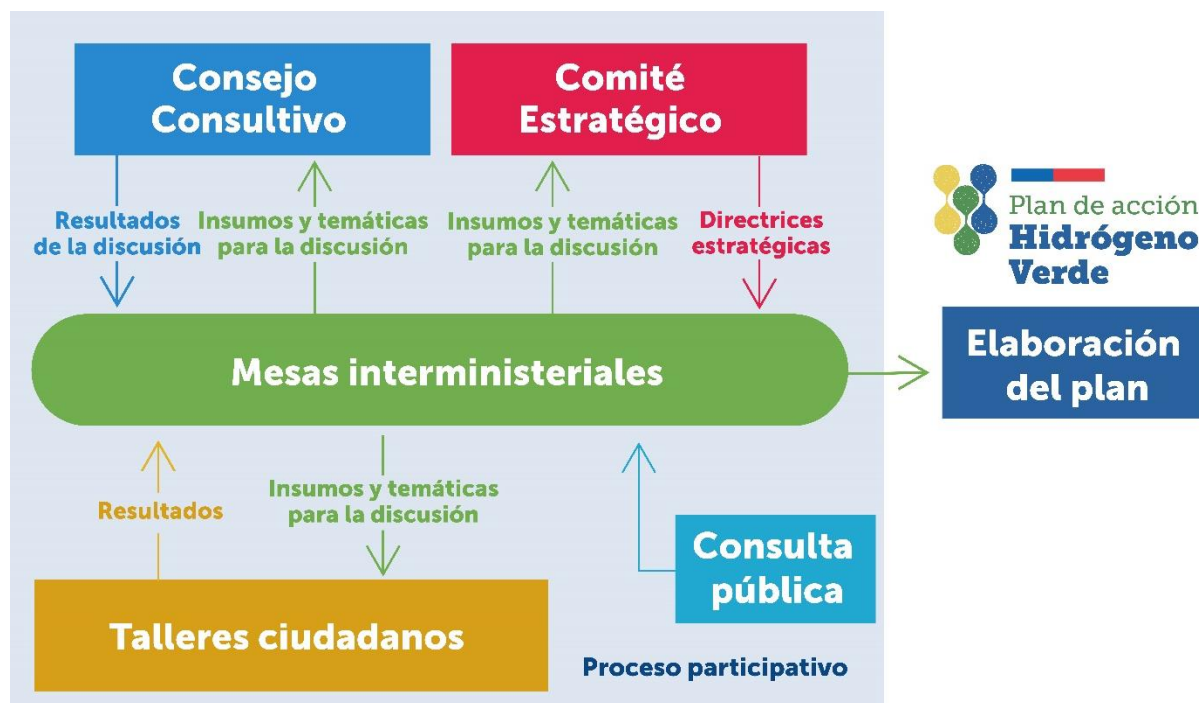 Consejo
Consultivo
Comité
Estratégico
Resultados
de la discusión
Insumos y temáticas
para la discusión
Insumos y temáticas
para la discusión
Directrices
estratégicas
Plan de acción
Hidrógeno
Verde
Mesas interministeriales
Elaboración
del plan
Resultados
Insumos y temáticas
para la discusión
Consulta
pública
Talleres ciudadanos
Proceso participativo